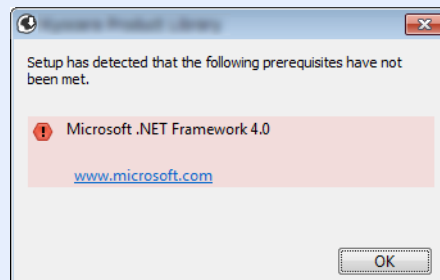 Setup has detected that the following prerequisites have not
been met.
Microsoft .NET Framework 4.0
www.microsoft.com
OK